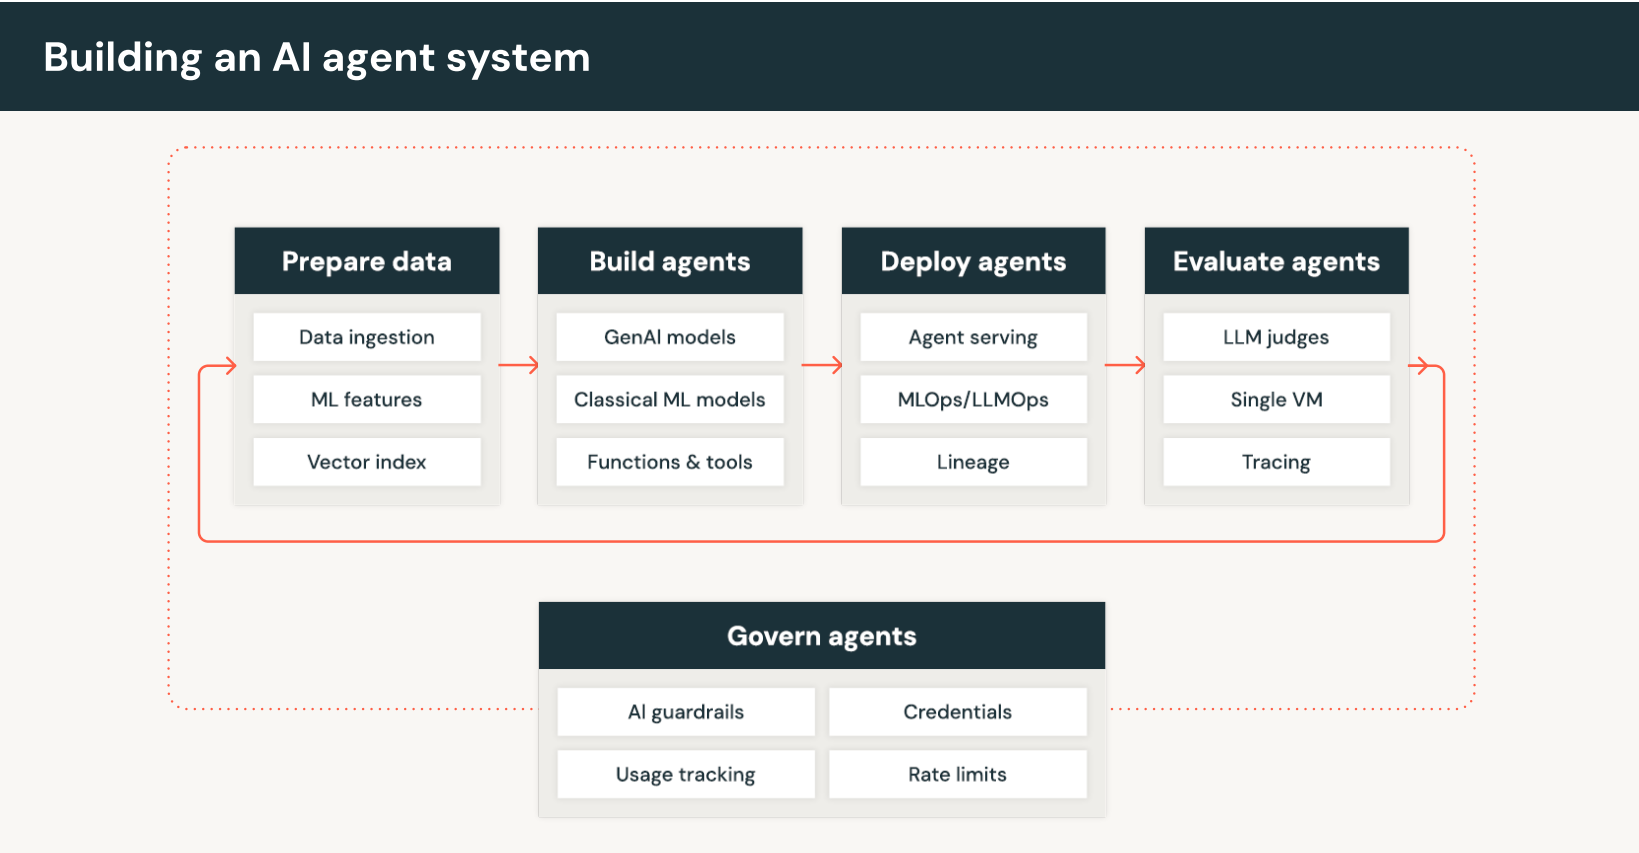 Building an AI agent system
Prepare data
Data ingestion
ML features
Vector index
Build agents
GenAI models
Classical ML models
Functions & tools
Deploy agents
Agent serving
MLOps/LLMOps
Lineage
Evaluate agents
LLM judges
Single VM
Tracing
Govern agents
AI guardrails
Credentials
Usage tracking
Rate limits